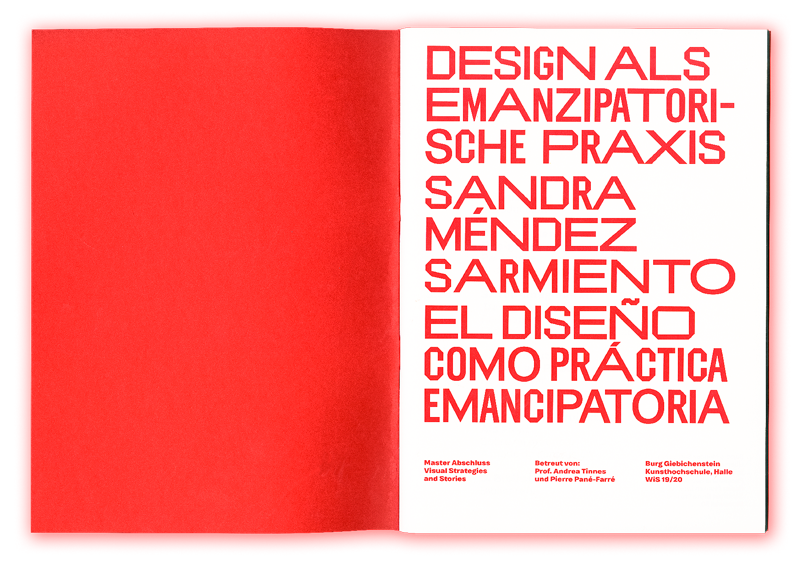 DESIGN ALS
EMANZIPATORI-
SCHE PRAXIS
SANDRA
MÉNDEZ
SARMIENTO
EL DISEÑO
COMO PRÁCTICA
EMANCIPATORIA
Master Abschluss
Visual Strategies
and Stories
Betreut von:
Prof. Andrea Tinnes
und Pierre Pané-Farré
Burg Giebichenstein
Kunsthochschule, Halle
WiS 19/20